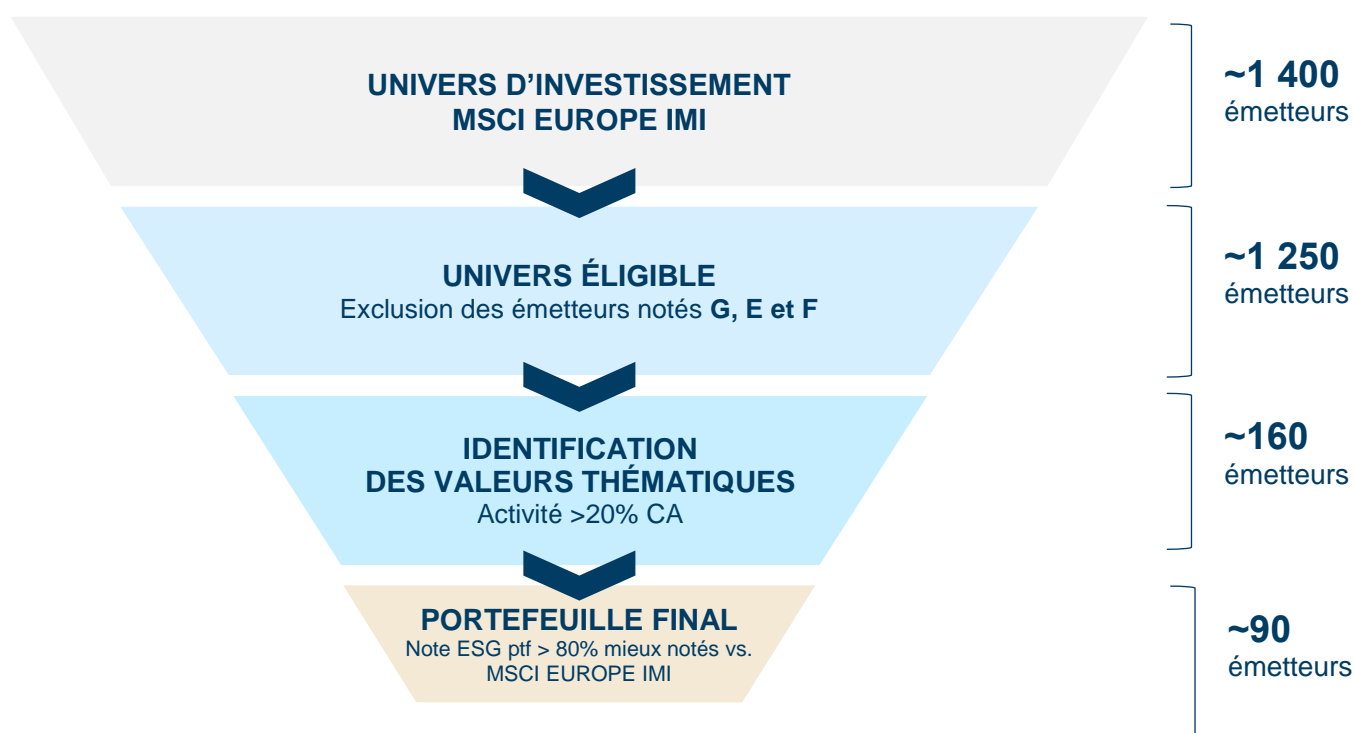 UNIVERS D’INVESTISSEMENT
MSCI EUROPE IMI
~1 400
émetteurs
UNIVERS ÉLIGIBLE
Exclusion des émetteurs notés G, E et F
~1 250
émetteurs
IDENTIFICATION
DES VALEURS THÉMATIQUES
Activité >20% CA
~160
émetteurs
PORTEFEUILLE FINAL
Note ESG ptf > 80% mieux notés vs.
MSCI EUROPE IMI
~90
émetteurs